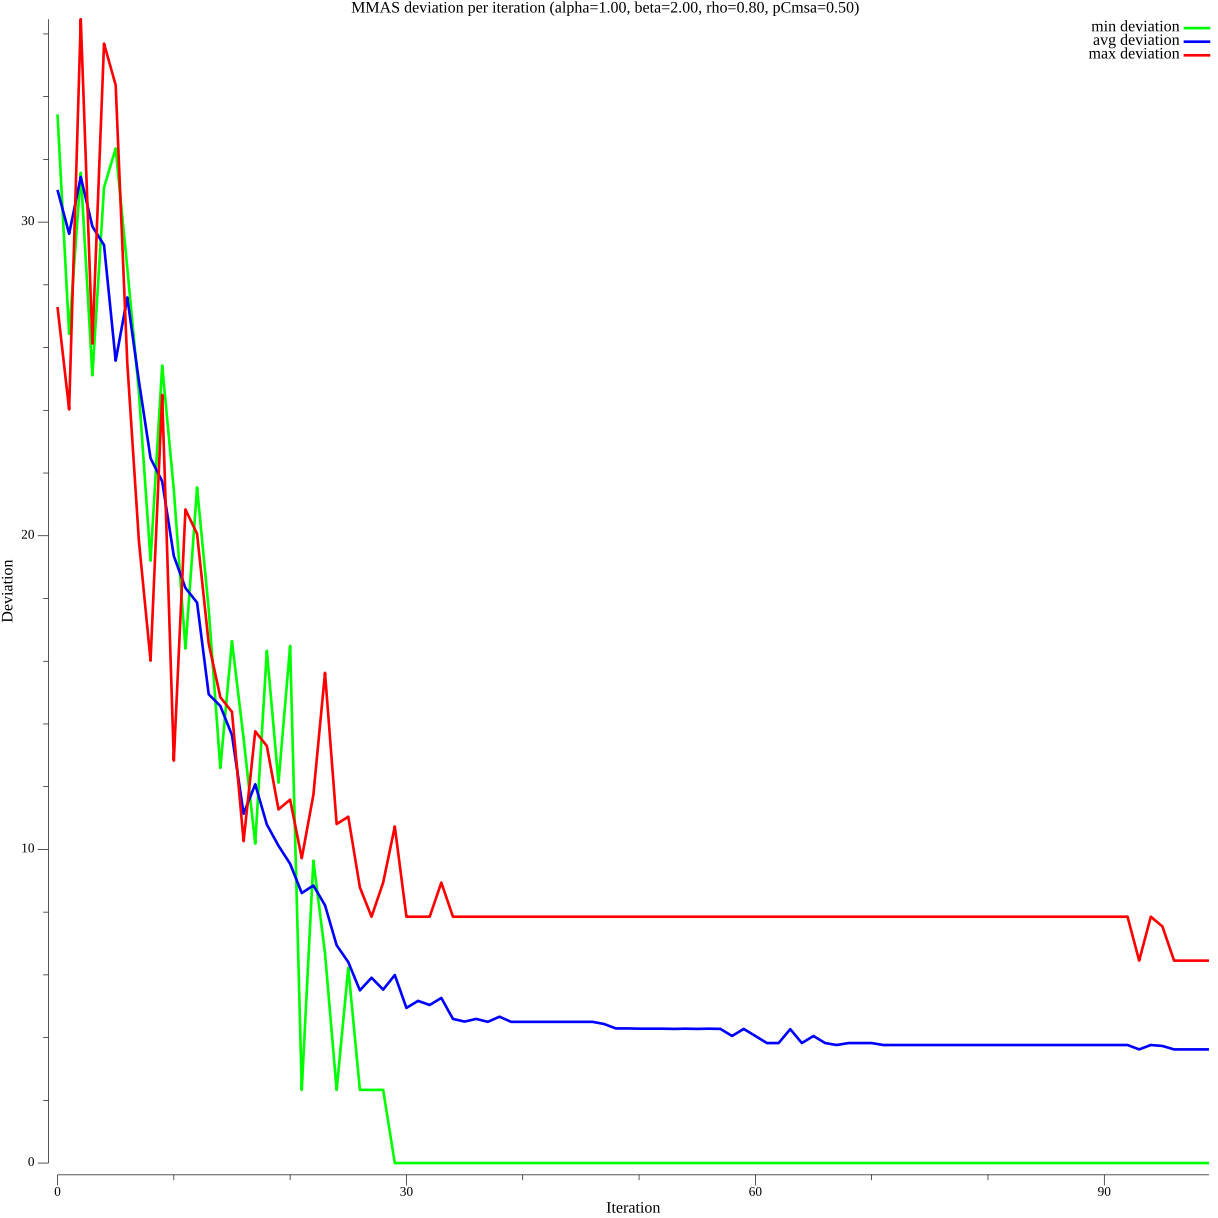 MMAS deviation per iteration (alpha=1.00, beta=2.00, rho=0.80, pCmsa=0.50)
min deviation
avg deviation
max deviation
30
20
10
0
Deviation
0 30 60 90
Iteration